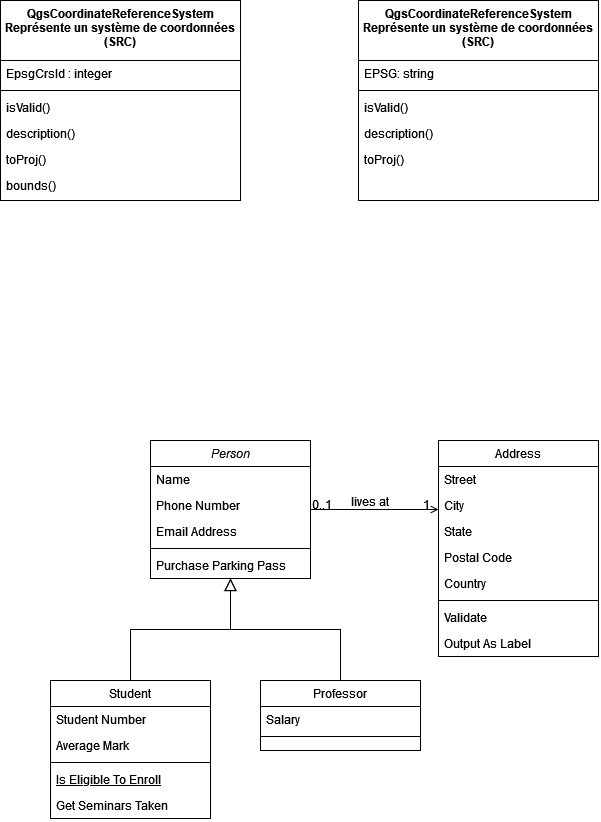 QgsCoordinateReferenceSystem
Représente un système de coordonnées
(SRC)
EpsgCrsId : integer
isValid()
description()
toProj()
bounds()
QgsCoordinateReferenceSystem
Représente un système de coordonnées
(SRC)
EPSG: string
isValid()
description()
toProj()
Person
Name
Phone Number
Email Address
Purchase Parking Pass
0..1
lives at
1
Address
Street
City
State
Postal Code
Country
Validate
Output As Label
Student
Student Number
Average Mark
Is Eligible To Enroll
Get Seminars Taken
Professor
Salary